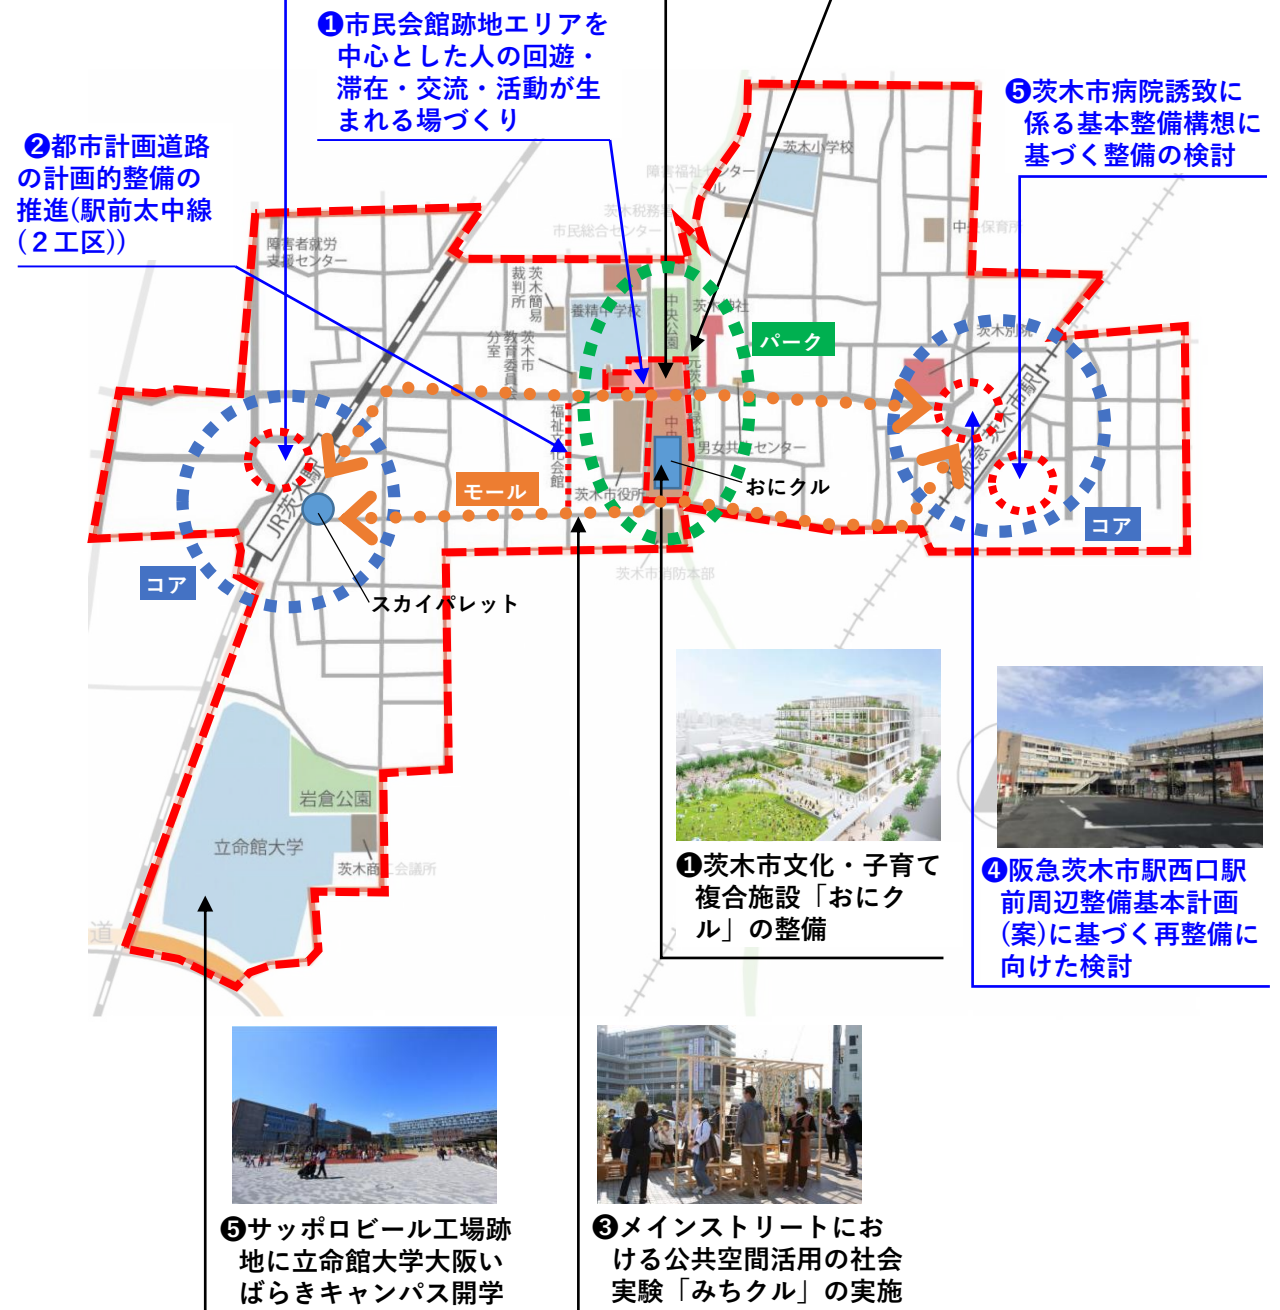 ❶市民会館跡地エリアを
中心とした人の回遊・
滞在・交流・活動が生
まれる場づくり
❺茨木市病院誘致に
係る基本整備構想に
基づく整備の検討
❷都市計画道路
の計画的整備の
推進(駅前太中線
(２工区))
茨木小学校
障害福祉センター
ハートフル
茨木税務署
市民総合センター
中央保育所
障害者就労
支援センター
茨木簡易
裁判所
養精中学校
中央公園
茨木神社
パーク
茨木別院
茨木市
教育委員会
分室
元茨木川緑地
阪急茨木市駅
福祉文化会館
中央
男女共生センター
JR茨木駅
モール
茨木市役所
おにクル
コア
コア
茨木市消防本部
スカイパレット
岩倉公園
立命館大学
茨木商工会議所
道
❶茨木市文化・子育て
複合施設「おにク
ル」の整備
❹阪急茨木市駅西口駅
前周辺整備基本計画
(案)に基づく再整備に
向けた検討
❺サッポロビール工場跡
地に立命館大学大阪い
ばらきキャンパス開学
❸メインストリートにお
ける公共空間活用の社会
実験「みちクル」の実施